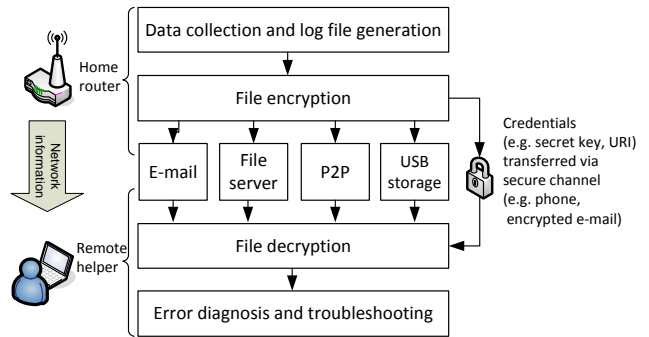 Data collection and log file generation
Home
router
File encryption
Credentials
(e.g. secret key, URI)
transferred via
secure channel
(e.g. phone,
encrypted e-mail)
Network
information
E-mail
File
server
P2P
USB
storage
Remote
helper
File decryption
Error diagnosis and troubleshooting